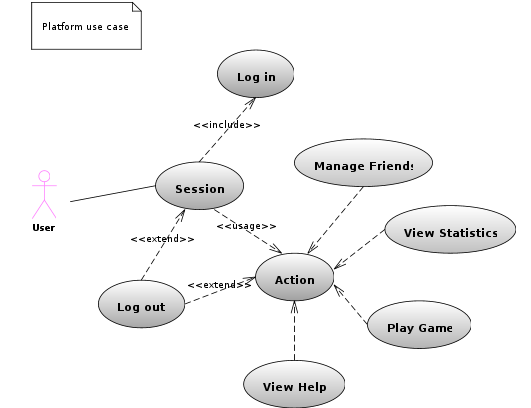 Platform use case
Log in
<<include>>
Manage Friends
Session
User
<<usage>>
View Statistics
<<extend>>
Action
<<extend>>
Log out
Play Game
View Help